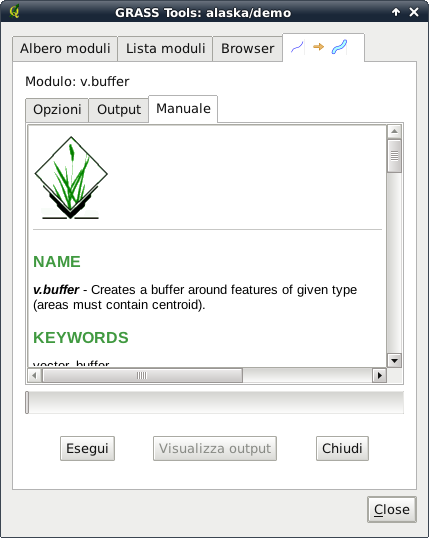 GRASS Tools: alaska/demo
Albero moduli Lista moduli Browser
Modulo: v.buffer
Opzioni Output Manuale
NAME
v.buffer - Creates a buffer around features of given type
(areas must contain centroid).
KEYWORDS
vector, buffer
Esegui Visualizza output Chiudi
Close